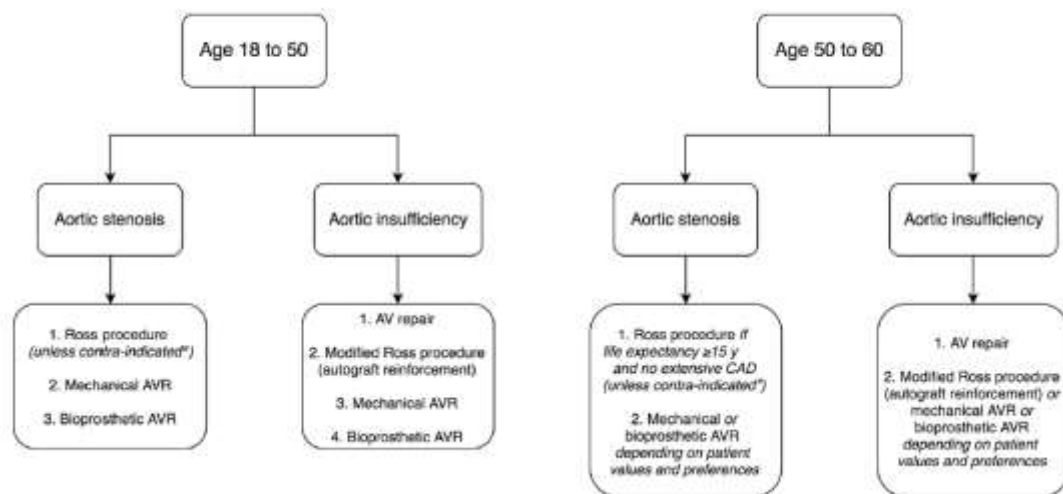 Age 18 to 50
Aortic stenosis
1. Ross procedure
(unless contra-indicated*)
2. Mechanical AVR
3. Bioprosthetic AVR
Aortic insufficiency
1. AV repair
2. Modified Ross procedure
(autograft reinforcement)
3. Mechanical AVR
4. Bioprosthetic AVR
Age 50 to 60
Aortic stenosis
1. Ross procedure if
life expectancy ≥15 y
and no extensive CAD
(unless contra-indicated*)
2. Mechanical or
bioprosthetic AVR
depending on patient
values and preferences
Aortic insufficiency
1. AV repair
2. Modified Ross procedure
(autograft reinforcement) or
mechanical AVR or
bioprosthetic AVR
depending on patient
values and preferences